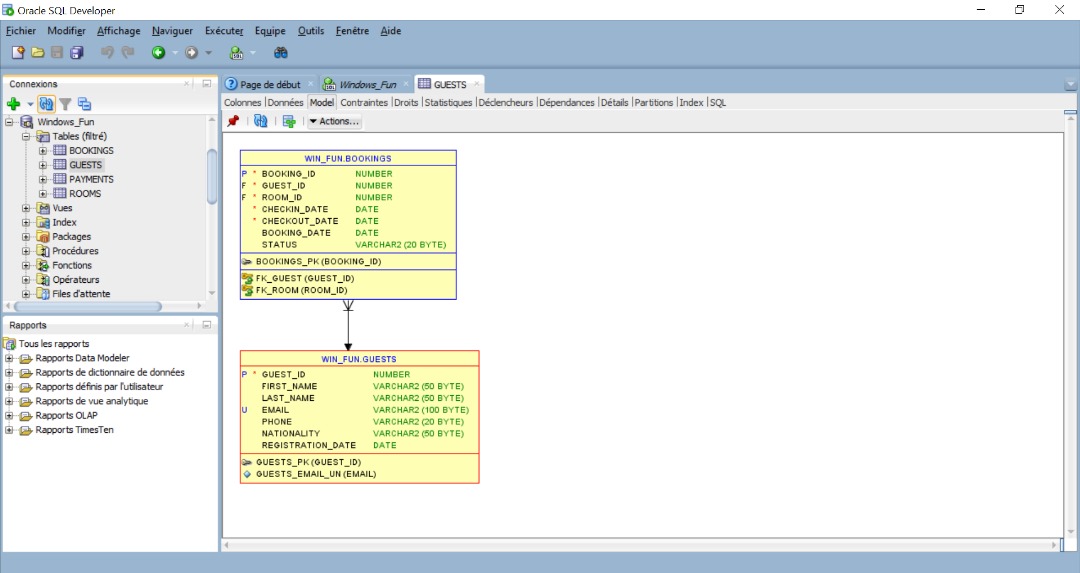 Oracle SQL Developer
Fichier Modifier Affichage Naviguer Exécuter Equipe Outils Fenêtre Aide
Connexions
Windows_Fun
Tables (filtré)
BOOKINGS
GUESTS
PAYMENTS
ROOMS
Vues
Index
Packages
Procédures
Fonctions
Opérateurs
Files d'attente
Rapports
Tous les rapports
Rapports Data Modeler
Rapports de dictionnaire de données
Rapports définis par l'utilisateur
Rapports de vue analytique
Rapports OLAP
Rapports TimesTen
Page de début Windows_Fun GUESTS
Colonnes |Données |Model |Contraintes |Droits |Statistiques |Déclencheurs |Dépendances |Détails |Partitions |Index |SQL
Actions...
WIN_FUN.BOOKINGS
P * BOOKING_ID NUMBER
F * GUEST_ID NUMBER
F * ROOM_ID NUMBER
* CHECKIN_DATE DATE
* CHECKOUT_DATE DATE
BOOKING_DATE DATE
STATUS VARCHAR2 (20 BYTE)
BOOKINGS_PK (BOOKING_ID)
FK_GUEST (GUEST_ID)
FK_ROOM (ROOM_ID)
WIN_FUN.GUESTS
P * GUEST_ID NUMBER
FIRST_NAME VARCHAR2 (50 BYTE)
LAST_NAME VARCHAR2 (50 BYTE)
U EMAIL VARCHAR2 (100 BYTE)
PHONE VARCHAR2 (20 BYTE)
NATIONALITY VARCHAR2 (50 BYTE)
REGISTRATION_DATE DATE
GUESTS_PK (GUEST_ID)
GUESTS_EMAIL_UN (EMAIL)